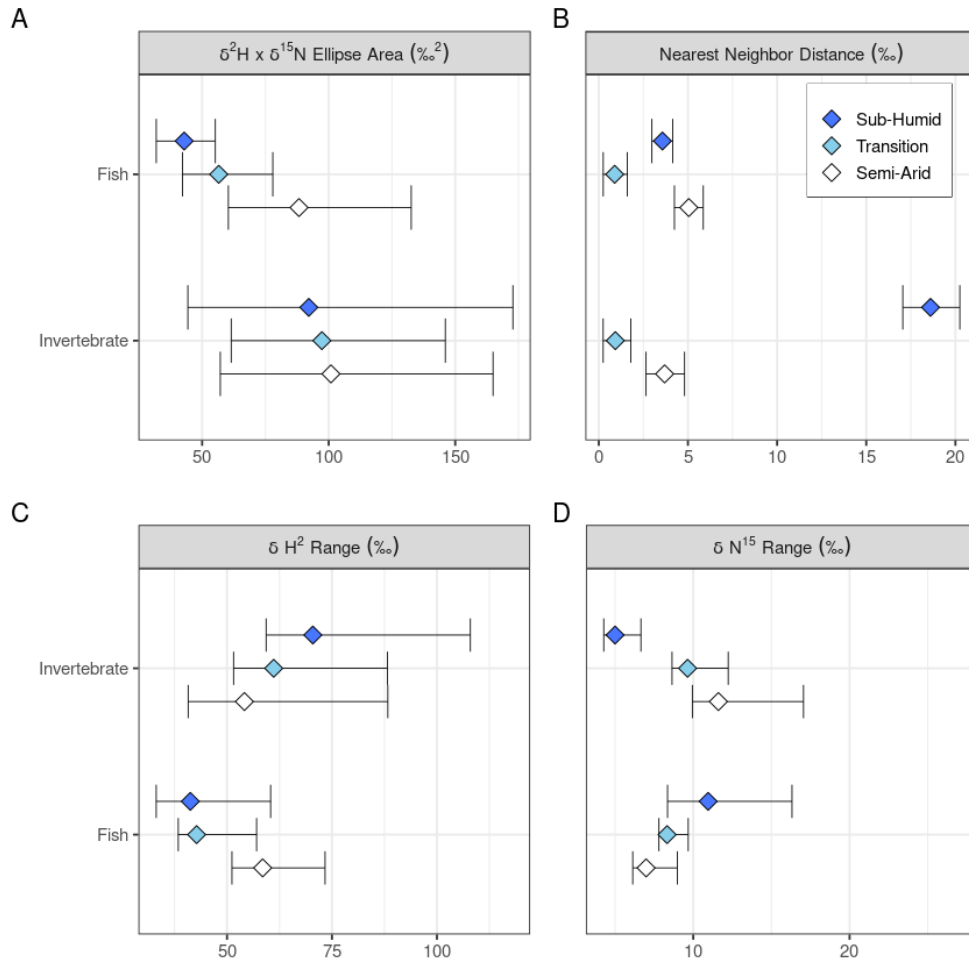 A
δ²H x δ¹⁵N Ellipse Area (‰²)
Fish
Invertebrate
50 100 150
B
Nearest Neighbor Distance (‰)
Sub-Humid
Transition
Semi-Arid
0 5 10 15 20
C
δ H² Range (‰)
Invertebrate
Fish
50 75 100
D
δ N¹⁵ Range (‰)
10 20